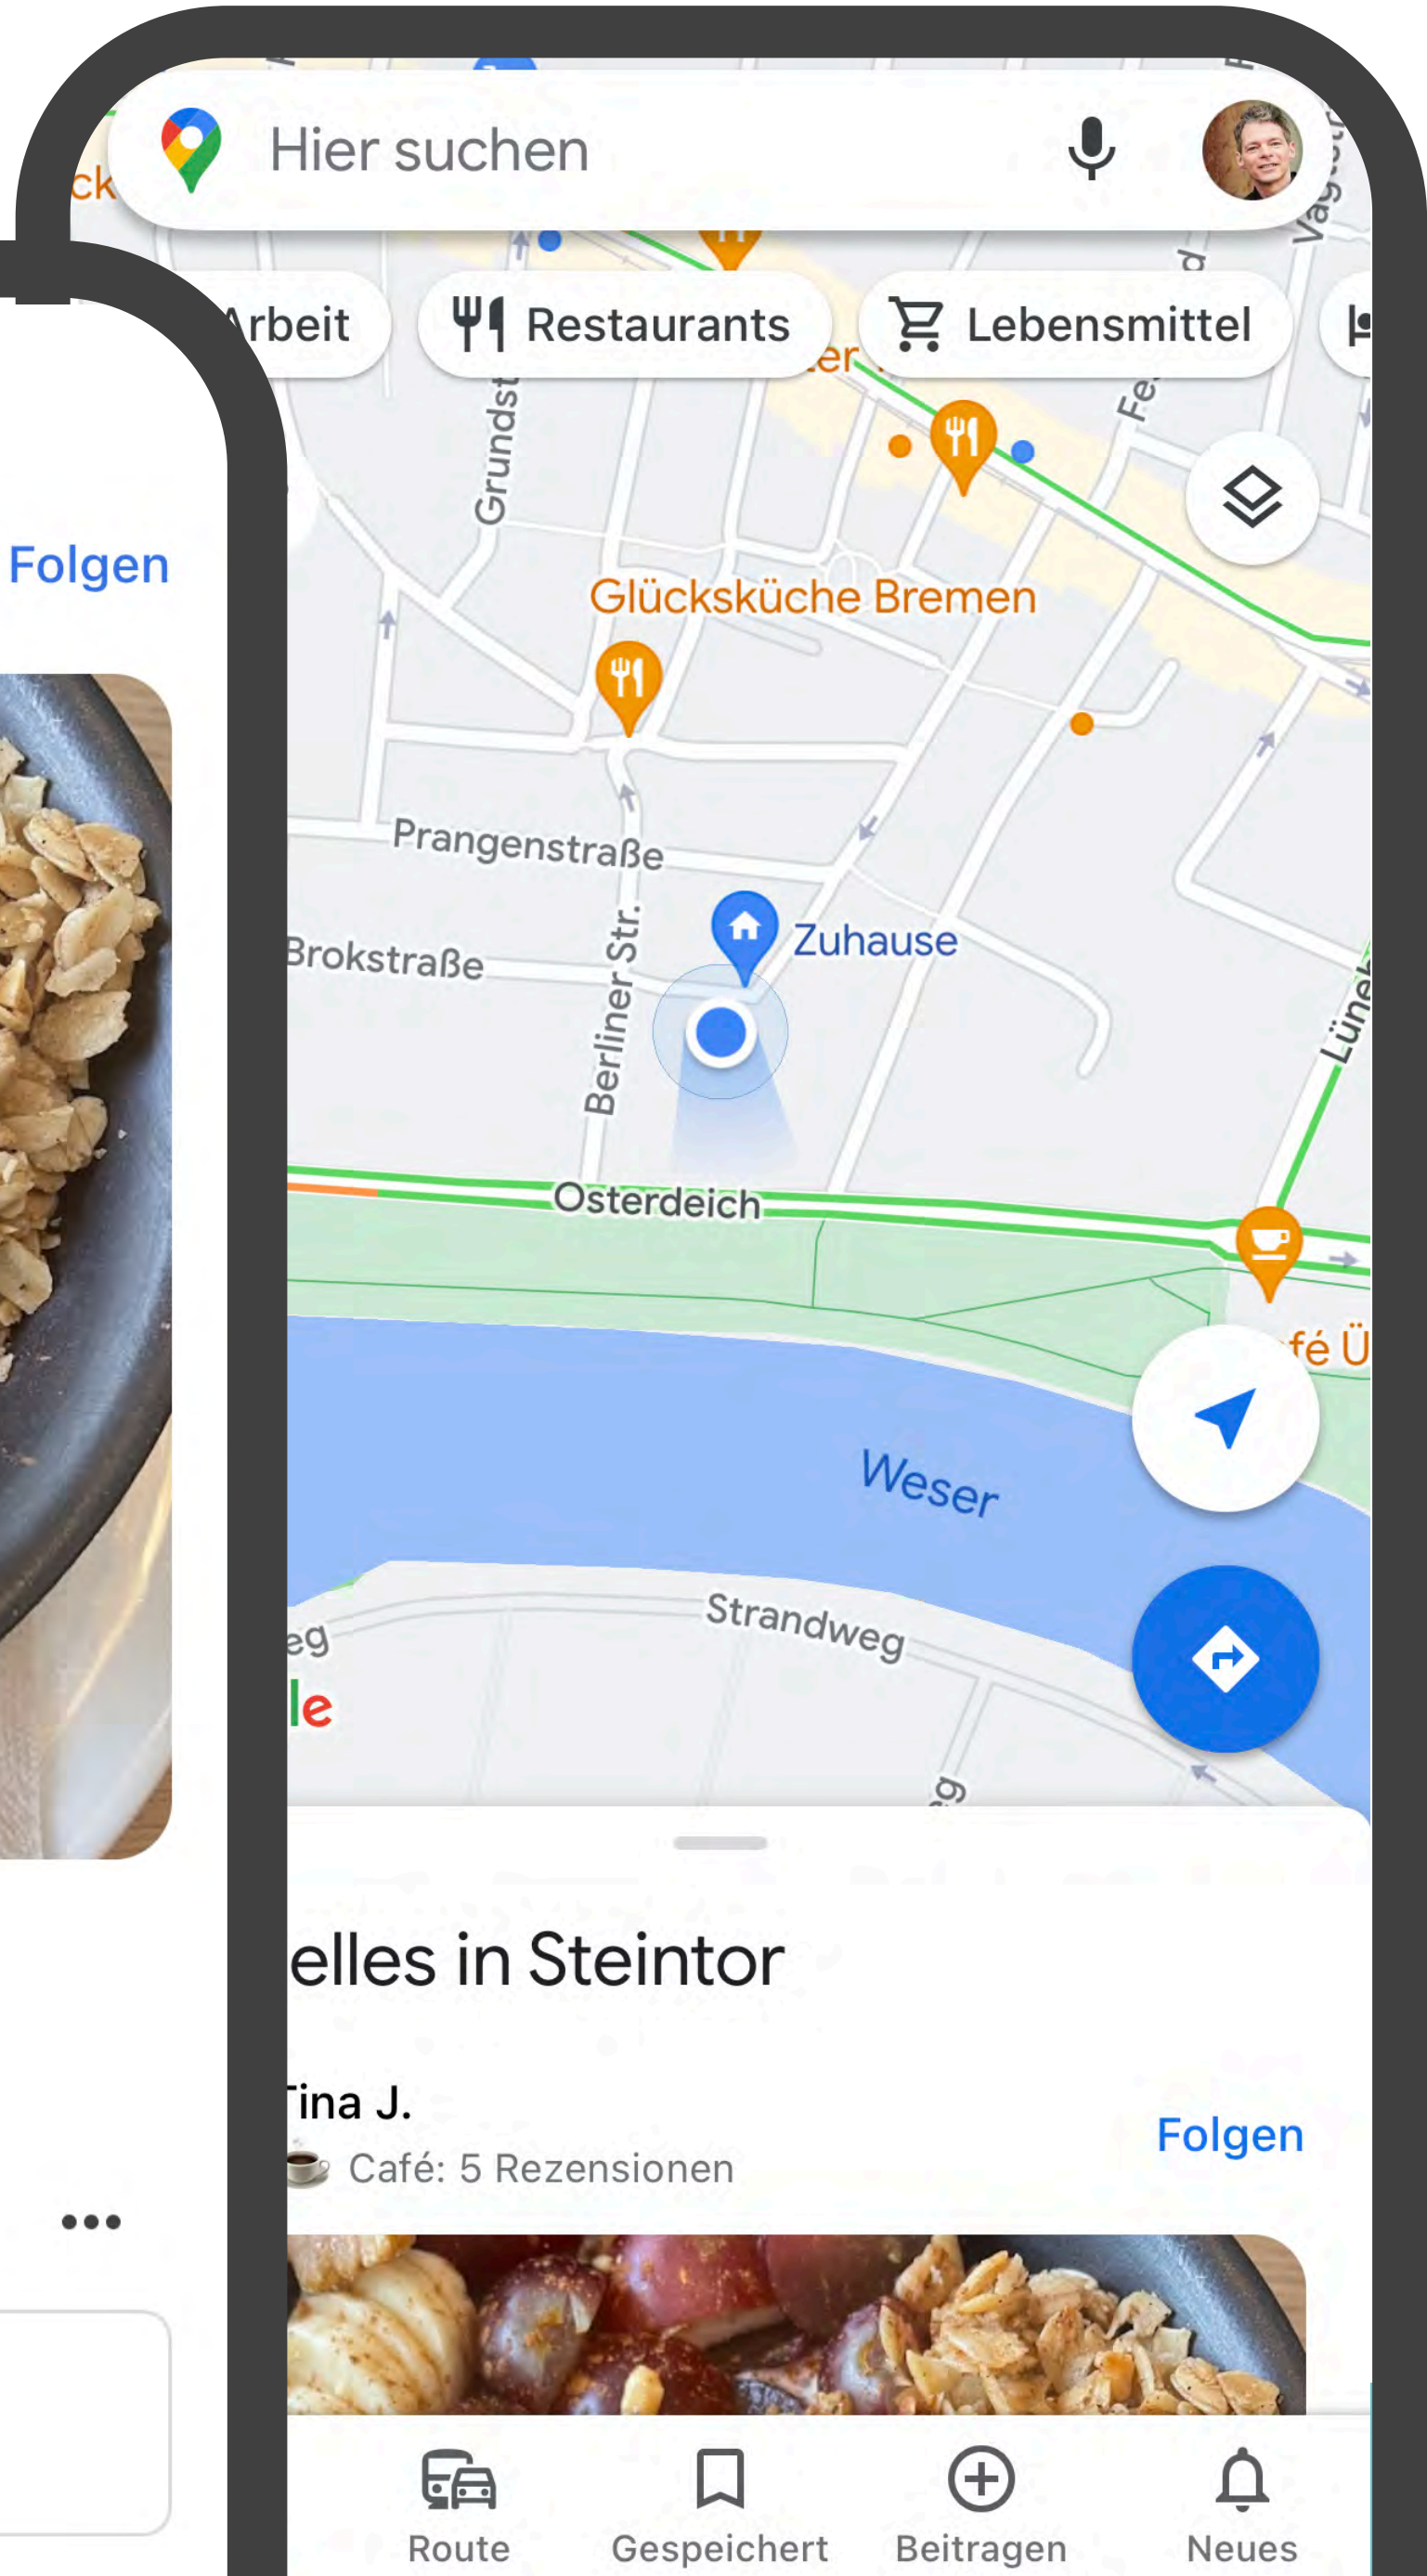 Hier suchen
Arbeit
Restaurants
Lebensmittel
Folgen
Glücksküche Bremen
Prangenstraße
Zuhause
Brokstraße
Berliner Str.
Osterdeich
Weser
Strandweg
elles in Steintor
Tina J.
Café: 5 Rezensionen
Folgen
Route
Gespeichert
Beitragen
Neues